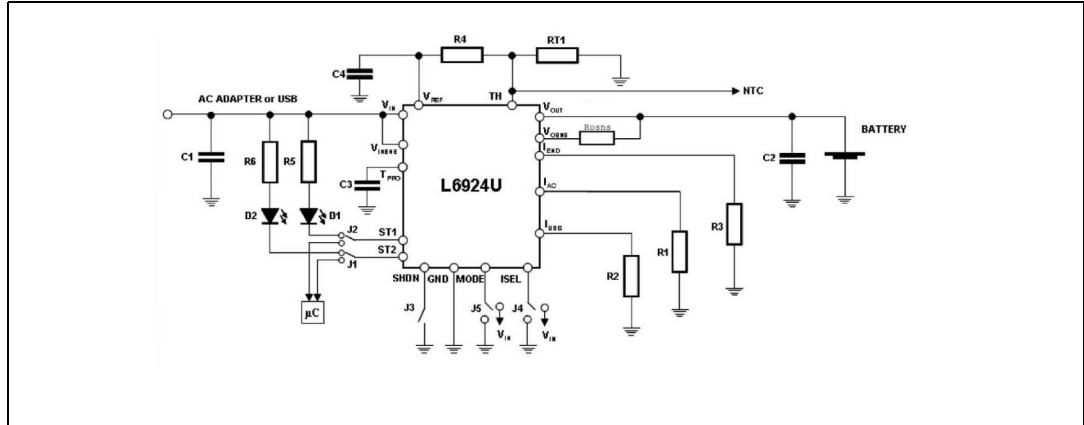 R4
RT1
C4
NTC
AC ADAPTER or USB
VIN
VREF
TH
VOUT
VOSNS
Rosns
BATTERY
VINSNS
IEND
C1
R6
R5
C3
TPRO
L6924U
C2
IAC
D2
D1
J2
ST1
IUSB
R3
ST2
J1
R2
R1
SHDN
GND
MODE
ISEL
µC
J3
J5
VIN
J4
VIN